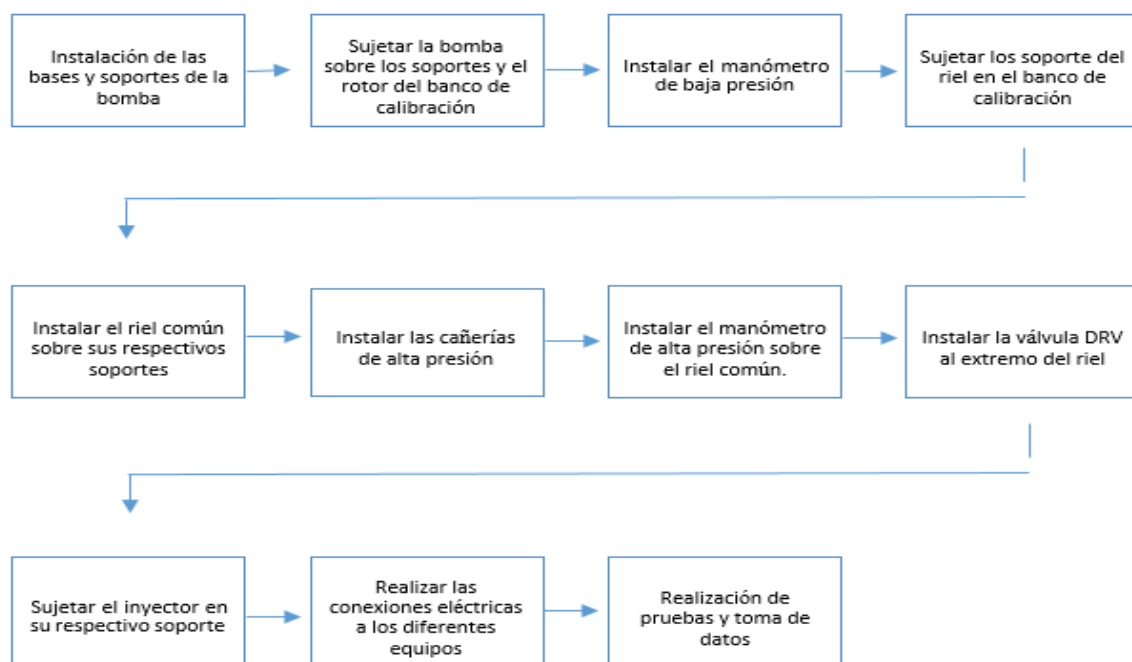 Instalación de las
bases y soportes de la
bomba
Sujetar la bomba
sobre los soportes y el
rotor del banco de
calibración
Instalar el manómetro
de baja presión
Sujetar los soporte del
riel en el banco de
calibración
Instalar el riel común
sobre sus respectivos
soportes
Instalar las cañerías
de alta presión
Instalar el manómetro
de alta presión sobre
el riel común.
Instalar la válvula DRV
al extremo del riel
Sujetar el inyector en
su respectivo soporte
Realizar las
conexiones eléctricas
a los diferentes
equipos
Realización de
pruebas y toma de
datos